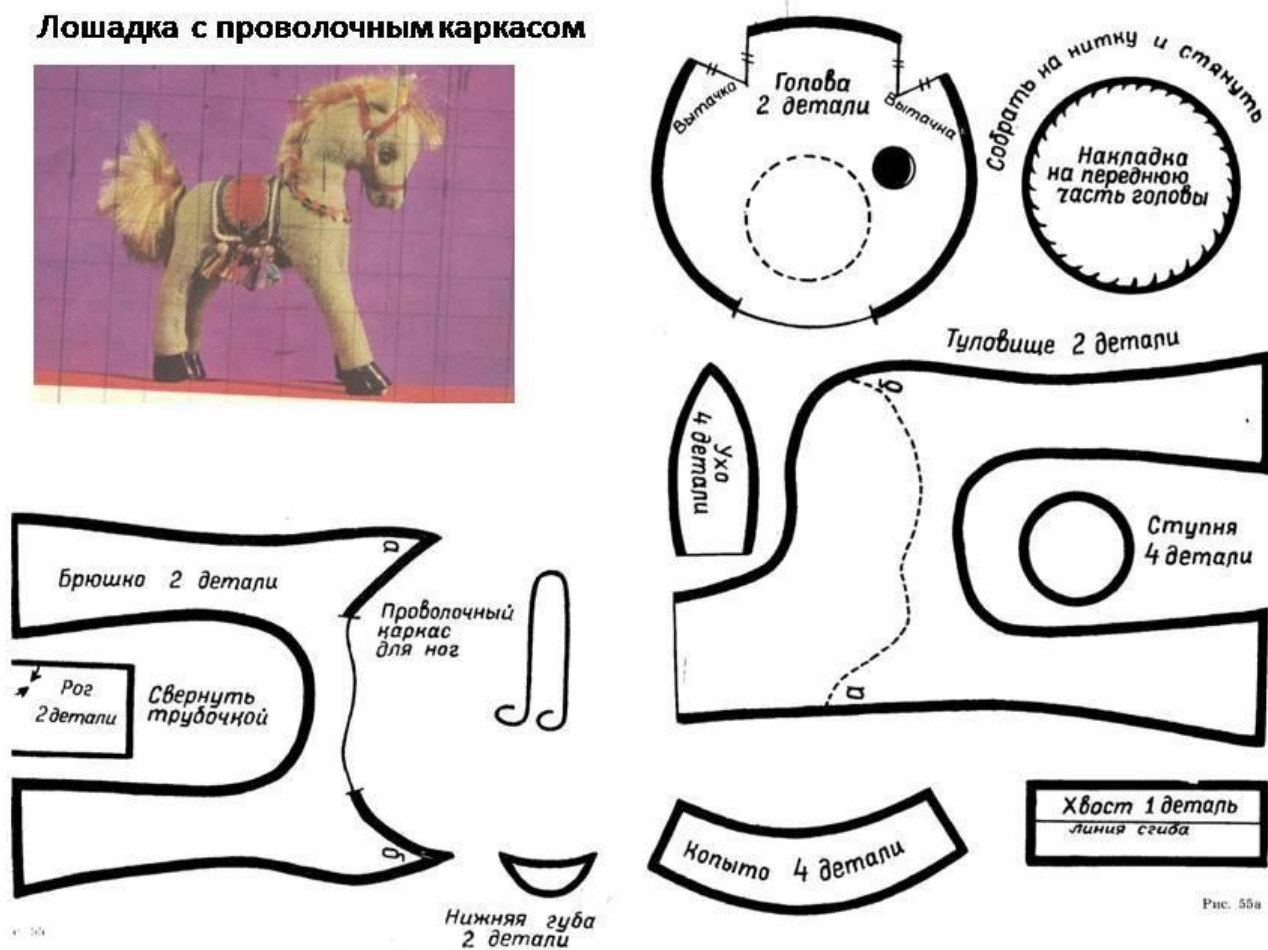 Лошадка с проволочным каркасом
Вытачка
Голова
2 детали
Вытачка
Собрать на нитку и стянуть
Накладка
на переднюю
часть головы
Туловище 2 детали
б
а
Ухо
4 детали
Ступня
4 детали
Брюшко 2 детали
а
б
Рог
2 детали
Свернуть
трубочкой
Проволочный
каркас
для ног
Нижняя губа
2 детали
Копыто 4 детали
Хвост 1 деталь
линия сгиба
Рис. 55а